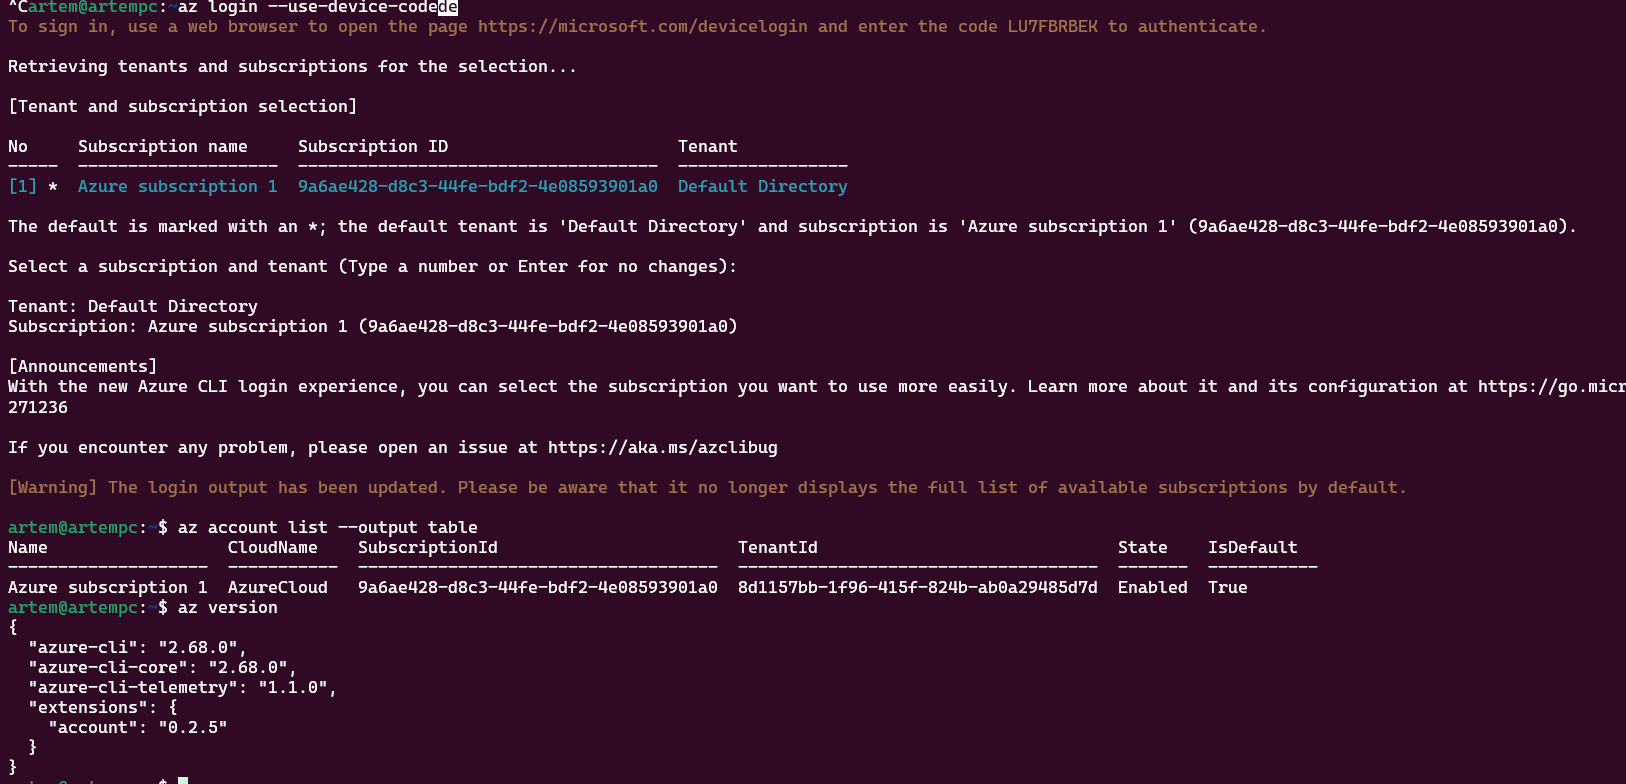 ^Cartem@artempc:~az login --use-device-codede
To sign in, use a web browser to open the page https://microsoft.com/devicelogin and enter the code LU7FBRBEK to authenticate.
Retrieving tenants and subscriptions for the selection...
[Tenant and subscription selection]
No     Subscription name     Subscription ID                       Tenant
-----  --------------------  ------------------------------------  -----------------
[1] *  Azure subscription 1  9a6ae428-d8c3-44fe-bdf2-4e08593901a0  Default Directory
The default is marked with an *; the default tenant is 'Default Directory' and subscription is 'Azure subscription 1' (9a6ae428-d8c3-44fe-bdf2-4e08593901a0).
Select a subscription and tenant (Type a number or Enter for no changes):
Tenant: Default Directory
Subscription: Azure subscription 1 (9a6ae428-d8c3-44fe-bdf2-4e08593901a0)
[Announcements]
With the new Azure CLI login experience, you can select the subscription you want to use more easily. Learn more about it and its configuration at https://go.micr
271236
If you encounter any problem, please open an issue at https://aka.ms/azclibug
[Warning] The login output has been updated. Please be aware that it no longer displays the full list of available subscriptions by default.
artem@artempc:~$ az account list --output table
Name                  CloudName    SubscriptionId                        TenantId                              State    IsDefault
--------------------  -----------  ------------------------------------  ------------------------------------  -------  -----------
Azure subscription 1  AzureCloud   9a6ae428-d8c3-44fe-bdf2-4e08593901a0  8d1157bb-1f96-415f-824b-ab0a29485d7d  Enabled  True
artem@artempc:~$ az version
{
  "azure-cli": "2.68.0",
  "azure-cli-core": "2.68.0",
  "azure-cli-telemetry": "1.1.0",
  "extensions": {
    "account": "0.2.5"
  }
}